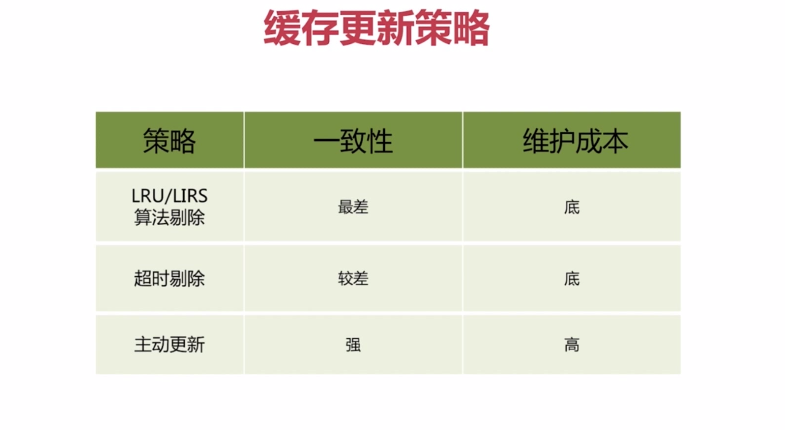 缓存更新策略
策略 一致性 维护成本
LRU/LIRS
算法剔除 最差 底
超时剔除 较差 底
主动更新 强 高